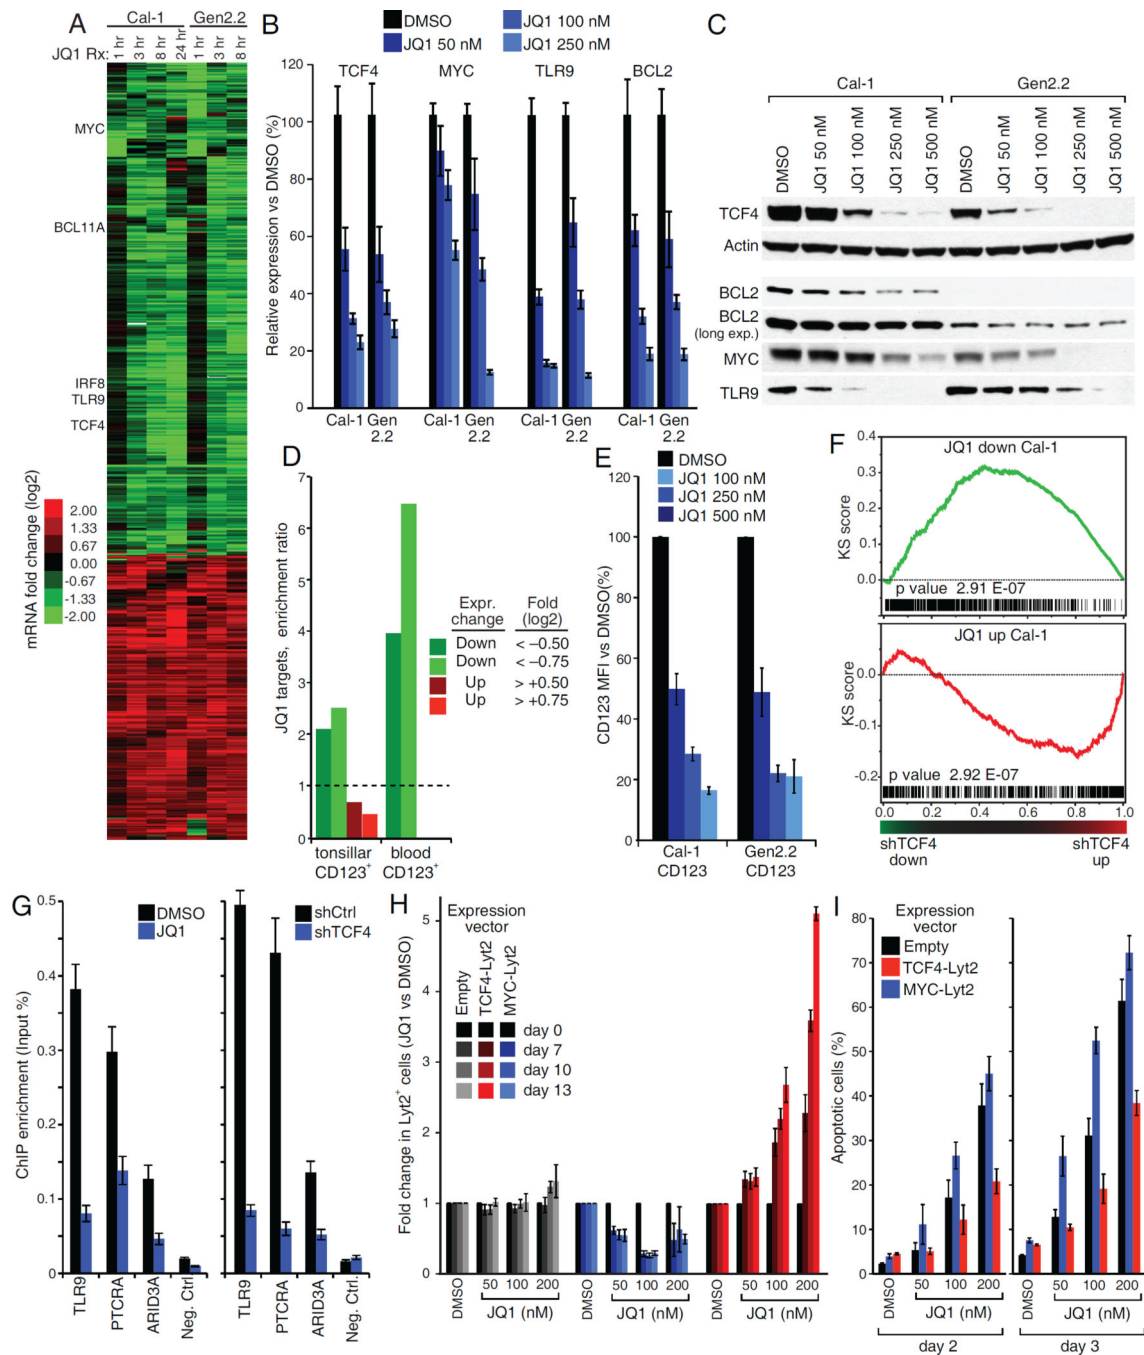 A
Cal-1 Gen2.2
JQ1 Rx: 1 hr 3 hr 8 hr 24 hr 1 hr 3 hr 8 hr
MYC
BCL11A
IRF8
TLR9
TCF4
mRNA fold change (log2)
2.00
1.33
0.67
0.00
-0.67
-1.33
-2.00
B
DMSO
JQ1 50 nM
JQ1 100 nM
JQ1 250 nM
Relative expression vs DMSO (%)
120
100
80
60
40
20
0
TCF4 MYC TLR9 BCL2
Cal-1 Gen 2.2 Cal-1 Gen 2.2 Cal-1 Gen 2.2 Cal-1 Gen 2.2
C
Cal-1 Gen2.2
DMSO JQ1 50 nM JQ1 100 nM JQ1 250 nM JQ1 500 nM DMSO JQ1 50 nM JQ1 100 nM JQ1 250 nM JQ1 500 nM
TCF4
Actin
BCL2
BCL2
(long exp.)
MYC
TLR9
D
JQ1 targets, enrichment ratio
7
6
5
4
3
2
1
0
Expr. change Fold (log2)
Down < –0.50
Down < –0.75
Up > +0.50
Up > +0.75
tonsillar CD123+
blood CD123+
E
DMSO
JQ1 100 nM
JQ1 250 nM
JQ1 500 nM
CD123 MFI vs DMSO(%)
120
100
80
60
40
20
0
Cal-1 CD123
Gen2.2 CD123
F
JQ1 down Cal-1
KS score
0.4
0.3
0.2
0.1
0.0
p value 2.91 E-07
JQ1 up Cal-1
KS score
0.0
-0.1
-0.2
p value 2.92 E-07
0.0 0.2 0.4 0.6 0.8 1.0
shTCF4 down
shTCF4 up
G
ChIP enrichment (Input %)
0.5
0.4
0.3
0.2
0.1
0
DMSO
JQ1
shCtrl
shTCF4
TLR9 PTCRA ARID3A Neg. Ctrl
TLR9 PTCRA ARID3A Neg. Ctrl.
H
Fold change in Lyt2+ cells (JQ1 vs DMSO)
5
4
3
2
1
0
Expression vector
Empty TCF4-Lyt2 MYC-Lyt2
day 0
day 7
day 10
day 13
DMSO 50 100 200 DMSO 50 100 200 DMSO 50 100 200
JQ1 (nM) JQ1 (nM) JQ1 (nM)
I
Expression vector
Empty
TCF4-Lyt2
MYC-Lyt2
Apoptotic cells (%)
80
70
60
50
40
30
20
10
0
DMSO 50 100 200 DMSO 50 100 200
JQ1 (nM) JQ1 (nM)
day 2 day 3